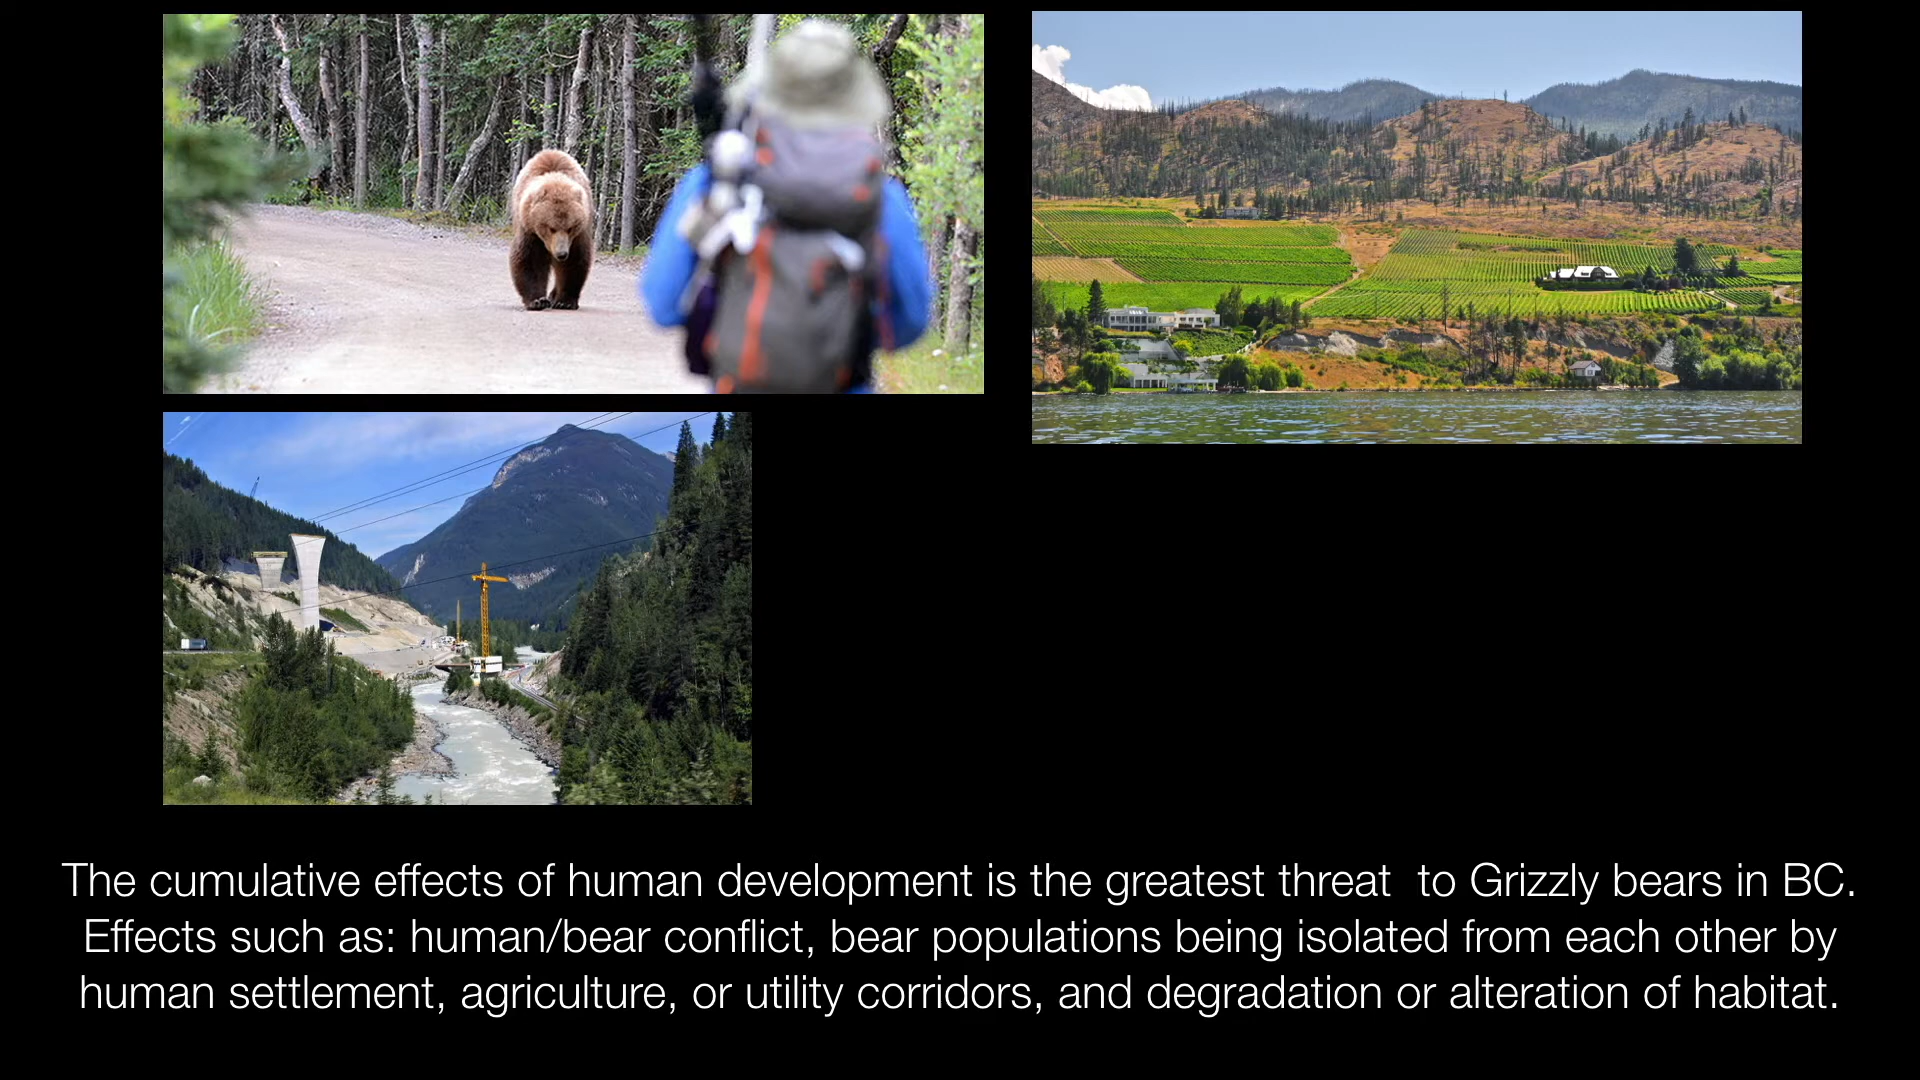 The cumulative effects of human development is the greatest threat  to Grizzly bears in BC.
Effects such as: human/bear conflict, bear populations being isolated from each other by
human settlement, agriculture, or utility corridors, and degradation or alteration of habitat.